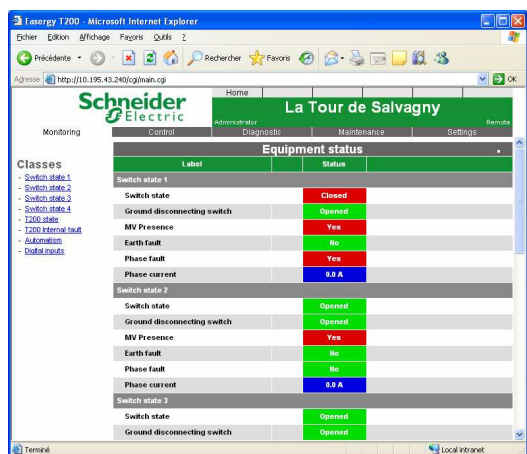 Easergy T200 - Microsoft Internet Explorer
Fichier Edition Affichage Favoris Outils ?
Précédente Rechercher Favoris
Adresse http://10.195.43.240/cgi/main.cgi OK
Home
Schneider Electric
La Tour de Salvagny
Administrator Remote
Monitoring Control Diagnostic Maintenance Settings
Equipment status
Classes
- Switch state 1
- Switch state 2
- Switch state 3
- Switch state 4
- T200 state
- T200 Internal fault
- Automatism
- Digital inputs
Label Status
Switch state 1
Switch state Closed
Ground disconnecting switch Opened
MV Presence Yes
Earth fault No
Phase fault Yes
Phase current 0.0 A
Switch state 2
Switch state Opened
Ground disconnecting switch Opened
MV Presence Yes
Earth fault No
Phase fault No
Phase current 0.0 A
Switch state 3
Switch state Opened
Ground disconnecting switch Opened
Terminé Local intranet